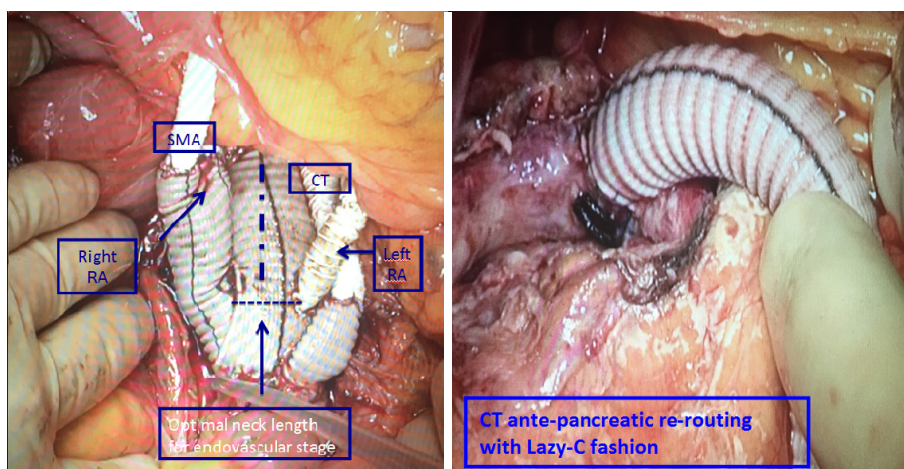 SMA
CT
Right
RA
Left
RA
Optimal neck length
for endovascular stage
CT ante-pancreatic re-routing
with Lazy-C fashion